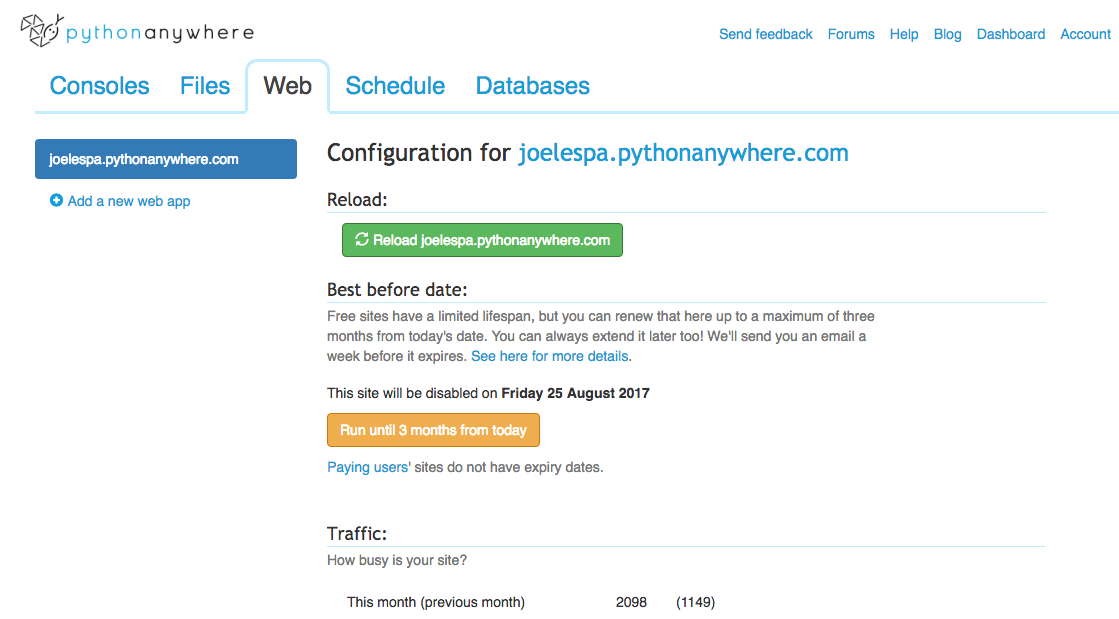 pythonanywhere
Send feedback Forums Help Blog Dashboard Account
Consoles Files Web Schedule Databases
joelespa.pythonanywhere.com
Add a new web app
Configuration for joelespa.pythonanywhere.com
Reload:
Reload joelespa.pythonanywhere.com
Best before date:
Free sites have a limited lifespan, but you can renew that here up to a maximum of three
months from today's date. You can always extend it later too! We'll send you an email a
week before it expires. See here for more details.
This site will be disabled on Friday 25 August 2017
Run until 3 months from today
Paying users' sites do not have expiry dates.
Traffic:
How busy is your site?
This month (previous month) 2098 (1149)